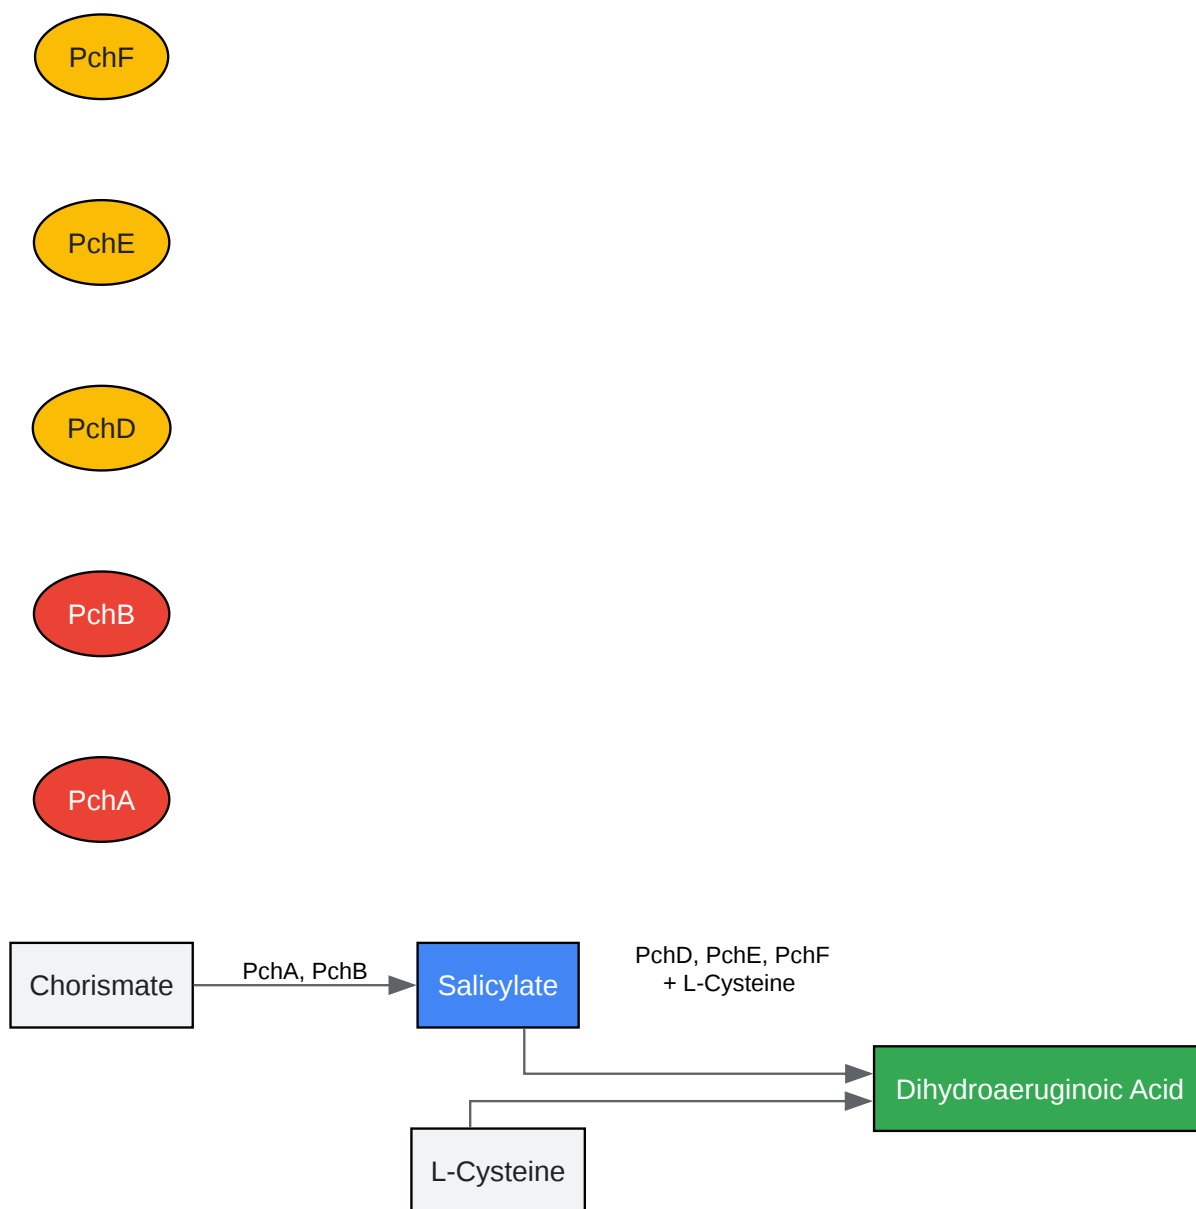 PchF
PchE
PchD
PchB
PchA
Chorismate
PchA, PchB
Salicylate
PchD, PchE, PchF
+ L-Cysteine
Dihydroaeruginoic Acid
L-Cysteine